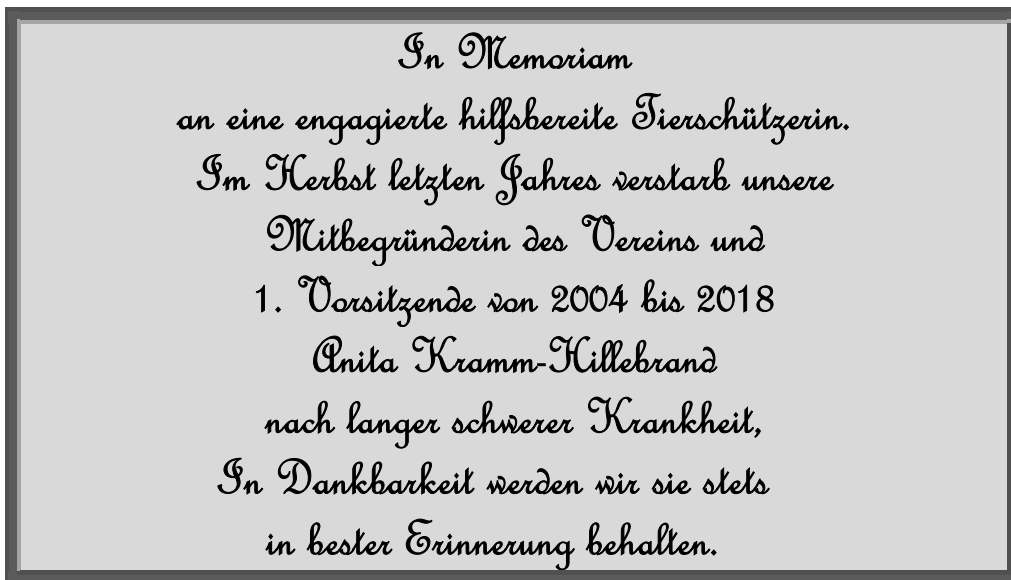 In Memoriam
an eine engagierte hilfsbereite Tierschützerin.
Im Herbst letzten Jahres verstarb unsere
Mitbegründerin des Vereins und
1. Vorsitzende von 2004 bis 2018
Anita Kramm-Hillebrand
nach langer schwerer Krankheit,
In Dankbarkeit werden wir sie stets
in bester Erinnerung behalten.